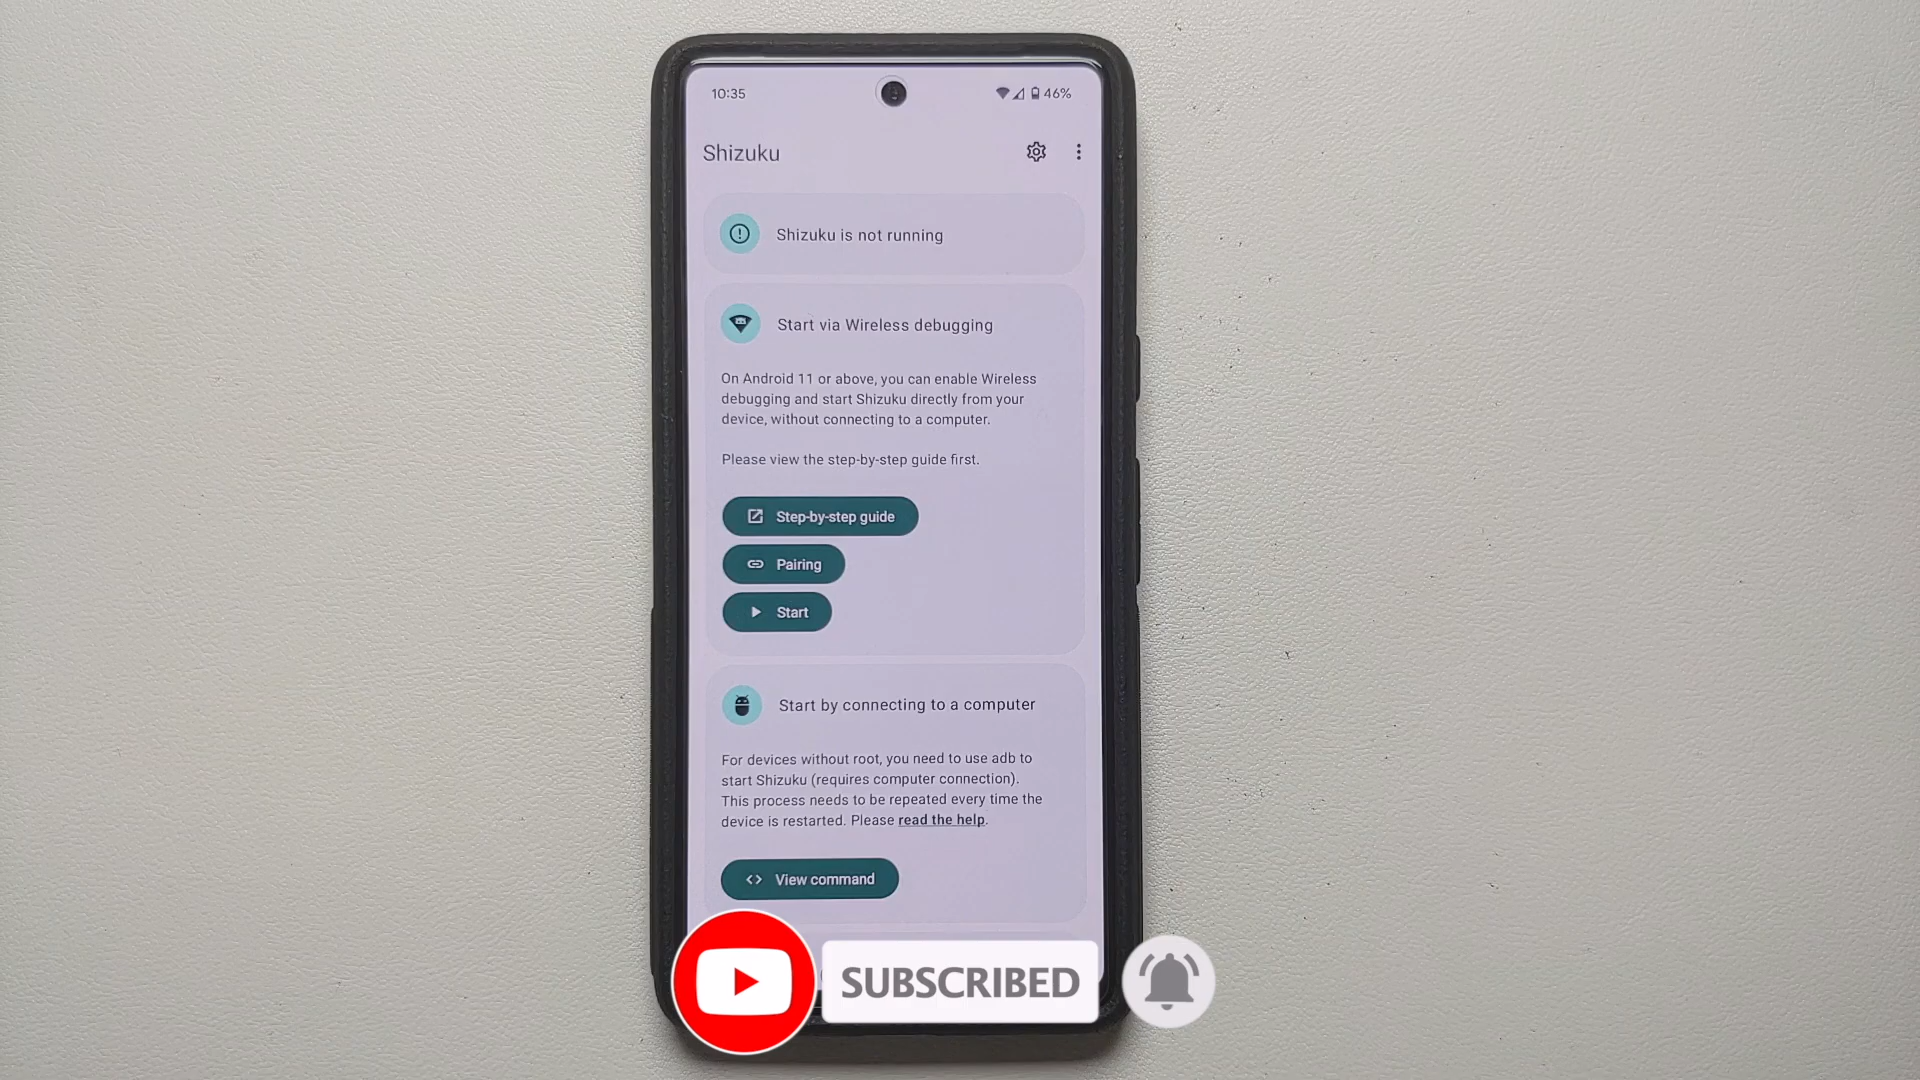 10:35
46%
Shizuku
Shizuku is not running
Start via Wireless debugging
On Android 11 or above, you can enable Wireless
debugging and start Shizuku directly from your
device, without connecting to a computer.
Please view the step-by-step guide first.
Step-by-step guide
Pairing
Start
Start by connecting to a computer
For devices without root, you need to use adb to
start Shizuku (requires computer connection).
This process needs to be repeated every time the
device is restarted. Please read the help.
View command
SUBSCRIBED